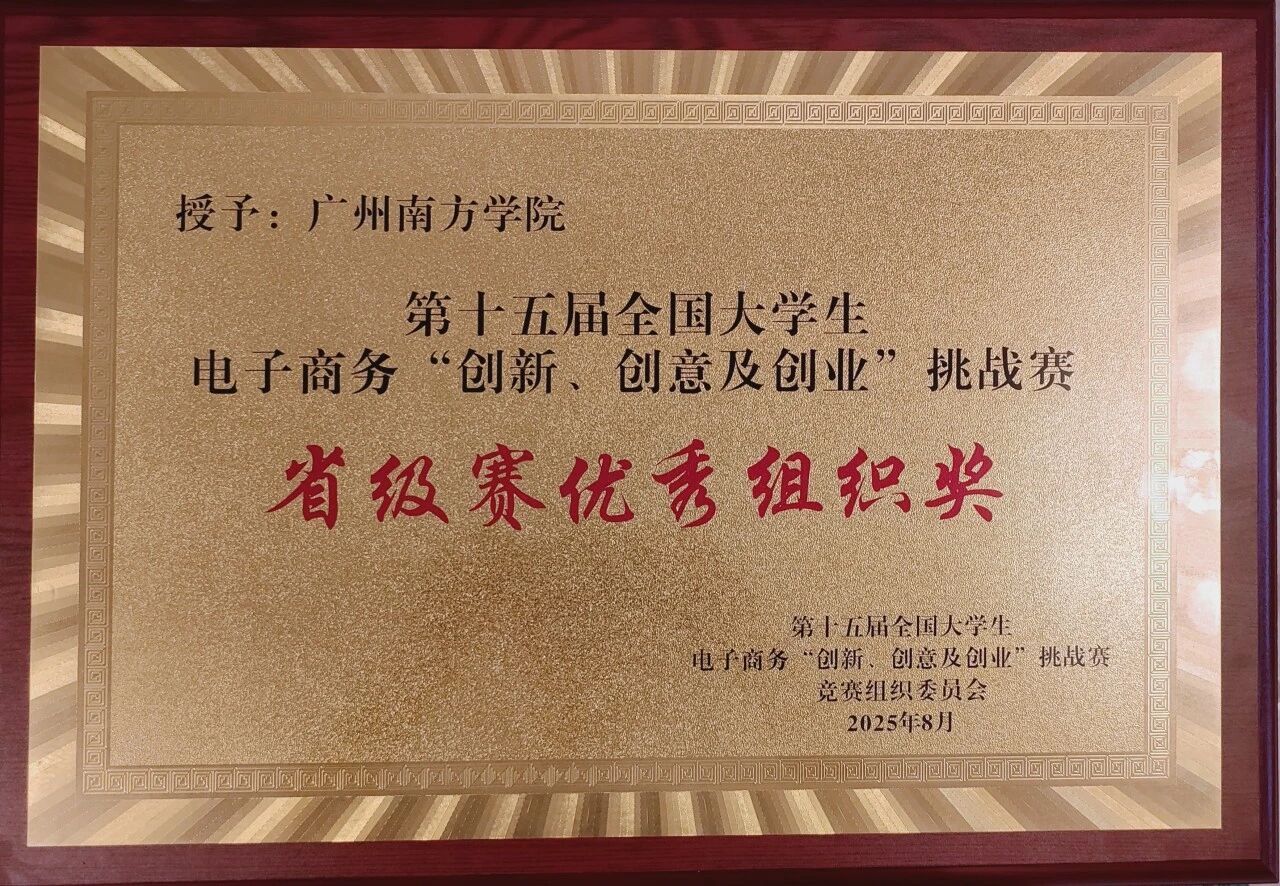 授予：广州南方学院
第十五届全国大学生
电子商务“创新、创意及创业”挑战赛
省级赛优秀组织奖
第十五届全国大学生
电子商务“创新、创意及创业”挑战赛
竞赛组织委员会
2025年8月